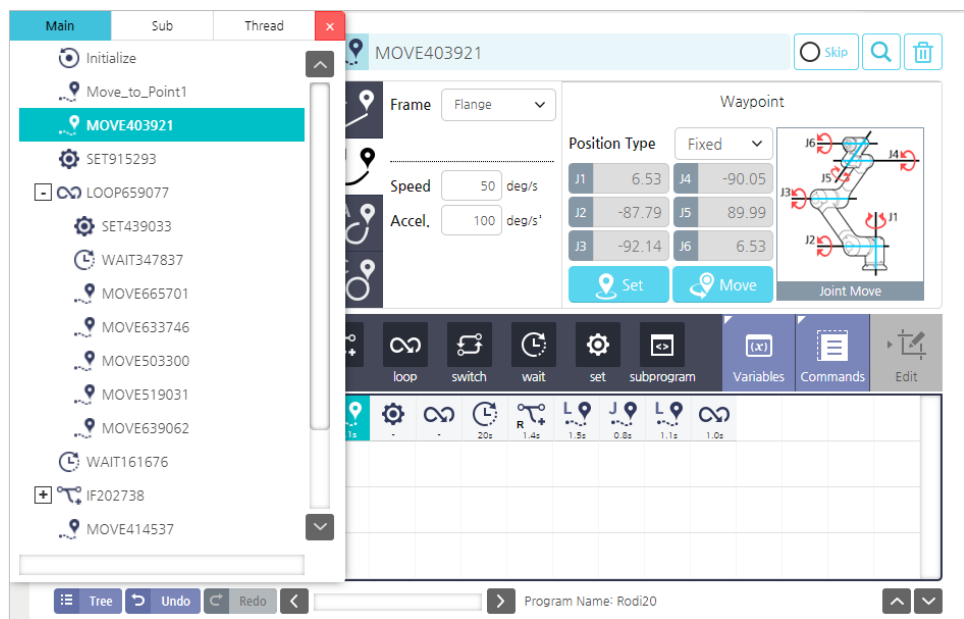 Main Sub Thread ×
Initialize
Move_to_Point1
MOVE403921
SET915293
LOOP659077
SET439033
WAIT347837
MOVE665701
MOVE633746
MOVE503300
MOVE519031
MOVE639062
WAIT161676
IF202738
MOVE414537
MOVE403921 Skip
Frame Flange
Speed 50 deg/s
Accel. 100 deg/s²
Waypoint
Position Type Fixed
J1 6.53 J4 -90.05
J2 -87.79 J5 89.99
J3 -92.14 J6 6.53
Set Move
J6 J4 J5 J3 J1 J2
Joint Move
loop switch wait set subprogram Variables Commands Edit
(x)
R L J L
- - 20s 1.4s 1.5s 0.8s 1.1s 1.0s
Tree Undo Redo Program Name: Rodi20